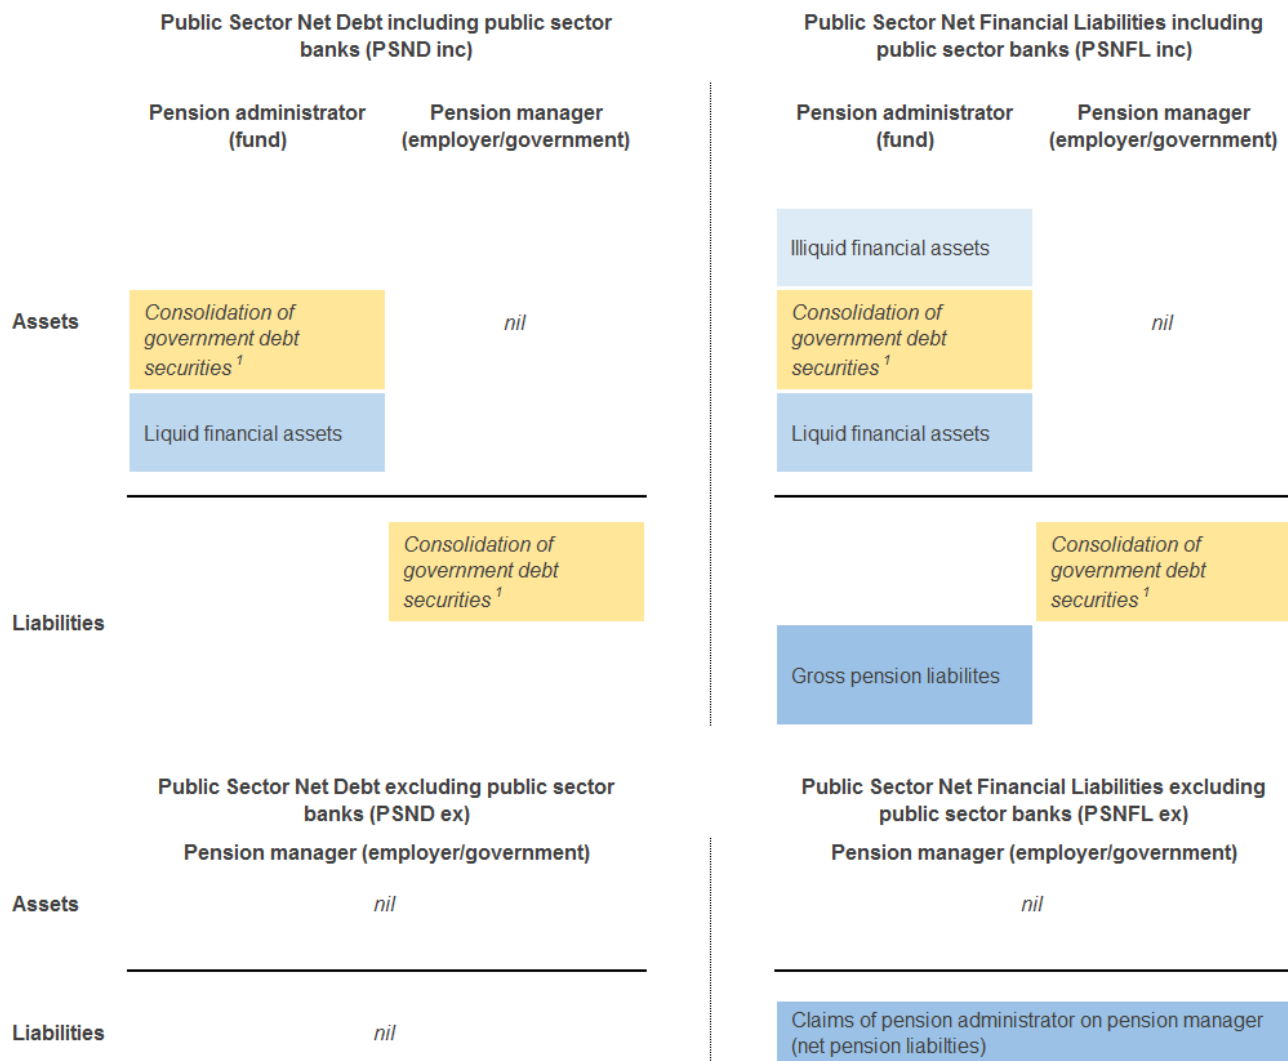 Public Sector Net Debt including public sector
banks (PSND inc)
Public Sector Net Financial Liabilities including
public sector banks (PSNFL inc)
Pension administrator
(fund)
Pension manager
(employer/government)
Pension administrator
(fund)
Pension manager
(employer/government)
Assets
Consolidation of
government debt
securities 1
Liquid financial assets
nil
Illiquid financial assets
Consolidation of
government debt
securities 1
Liquid financial assets
nil
Liabilities
Consolidation of
government debt
securities 1
Gross pension liabilites
Consolidation of
government debt
securities 1
Public Sector Net Debt excluding public sector
banks (PSND ex)
Public Sector Net Financial Liabilities excluding
public sector banks (PSNFL ex)
Pension manager (employer/government)
Pension manager (employer/government)
Assets
nil
nil
Liabilities
nil
Claims of pension administrator on pension manager
(net pension liabilties)